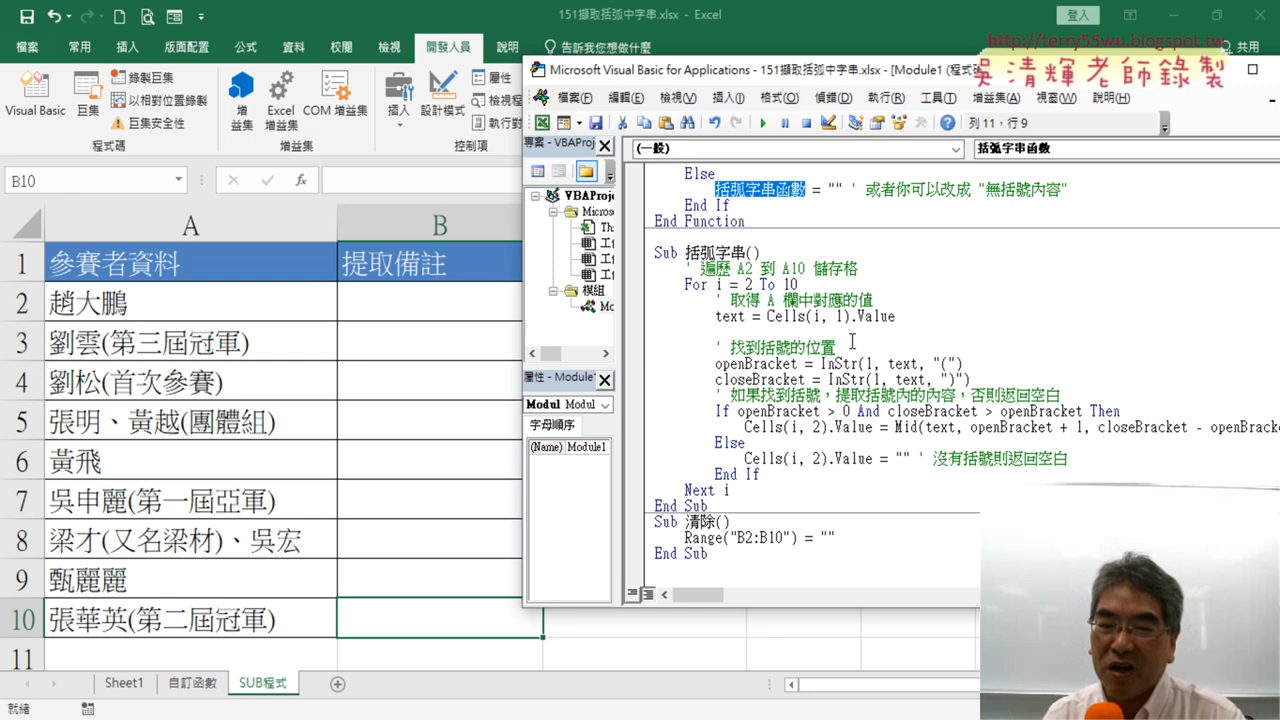 151擷取括弧中字串.xlsx - Excel
登入
檔案 常用 插入 版面配置 公式 資料 校閱 檢視 開發人員 說明 告訴我您想做什麼 共用
http://terry55wu.blogspot.tw
吳清輝老師錄製
Visual Basic 巨集 錄製巨集 以相對位置錄製 巨集安全性 增益集 Excel 增益集 COM 增益集 插入 設計模式 屬性
程式碼 增益集 控制項
B10
Microsoft Visual Basic for Applications - 151擷取括弧中字串.xlsx - [Module1
檔案(F) 編輯(E) 檢視(V) 插入(I) 格式(O) 偵錯(D) 執行(R) 工具(T) 增益集(A) 視窗(W) 說明(H)
列 11，行 9
專案 - VBAProj
(一般) 括弧字串函數
VBAProje
Micros
模組
屬性 - Module
Modul Modul
字母順序
(Name) Module1
Else
括弧字串函數 = "" ' 或者你可以改成 "無括號內容"
End If
End Function
Sub 括弧字串()
' 遍歷 A2 到 A10 儲存格
For i = 2 To 10
' 取得 A 欄中對應的值
text = Cells(i, 1).Value
' 找到括號的位置
openBracket = InStr(1, text, "(")
closeBracket = InStr(1, text, ")")
' 如果找到括號，提取括號內的內容，否則返回空白
If openBracket > 0 And closeBracket > openBracket Then
Cells(i, 2).Value = Mid(text, openBracket + 1, closeBracket - openBracke
Else
Cells(i, 2).Value = "" ' 沒有括號則返回空白
End If
Next i
End Sub
Sub 清除()
Range("B2:B10") = ""
End Sub
A B
1 參賽者資料 提取備註
2 趙大鵬
3 劉雲(第三屆冠軍)
4 劉松(首次參賽)
5 張明、黃越(團體組)
6 黃飛
7 吳申麗(第一屆亞軍)
8 梁才(又名梁材)、吳宏
9 甄麗麗
10 張華英(第二屆冠軍)
11
Sheet1 自訂函數 SUB程式
就緒